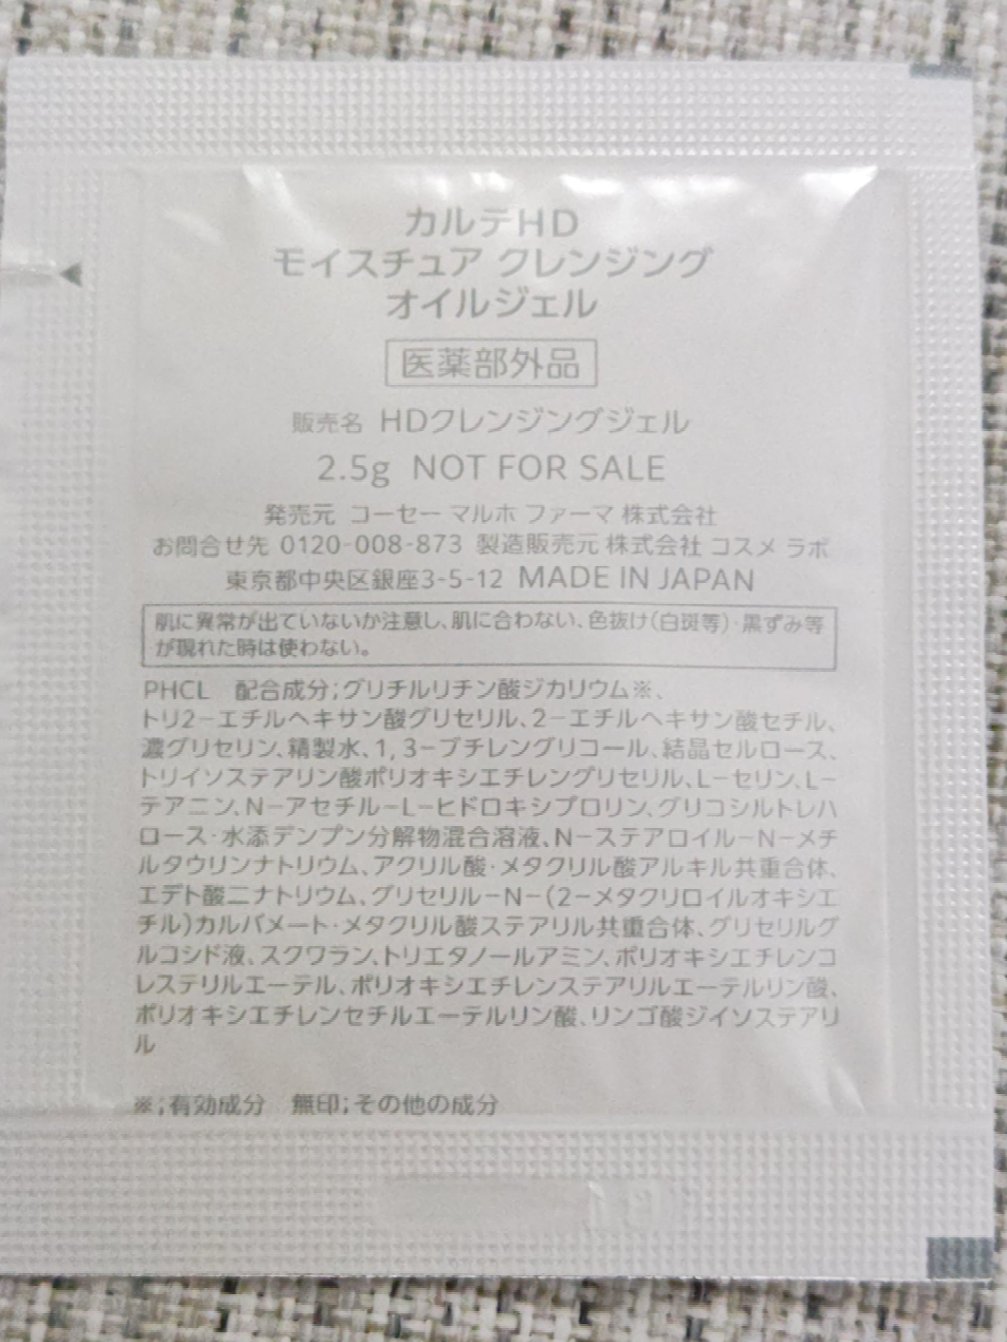 カルテHD
モイスチュア クレンジング
オイルジェル
医薬部外品
販売名 HDクレンジングジェル
2.5g NOT FOR SALE
発売元 コーセー マルホ ファーマ 株式会社
お問合せ先 0120-008-873 製造販売元 株式会社 コスメ ラボ
東京都中央区銀座3-5-12 MADE IN JAPAN
肌に異常が出ていないか注意し、肌に合わない、色抜け(白斑等)・黒ずみ等
が現れた時は使わない。
PHCL 配合成分;グリチルリチン酸ジカリウム※、
トリ2−エチルヘキサン酸グリセリル、2−エチルヘキサン酸セチル、
濃グリセリン、精製水、1,3−ブチレングリコール、結晶セルロース、
トリイソステアリン酸ポリオキシエチレングリセリル、L−セリン、L−
テアニン、N−アセチル−L−ヒドロキシプロリン、グリコシルトレハ
ロース・水添デンプン分解物混合溶液、N−ステアロイル−N−メチ
ルタウリンナトリウム、アクリル酸・メタクリル酸アルキル共重合体、
エデト酸二ナトリウム、グリセリル−N−(2−メタクリロイルオキシエ
チル)カルバメート・メタクリル酸ステアリル共重合体、グリセリルグ
ルコシド液、スクワラン、トリエタノールアミン、ポリオキシエチレンコ
レステリルエーテル、ポリオキシエチレンステアリルエーテルリン酸、
ポリオキシエチレンセチルエーテルリン酸、リンゴ酸ジイソステアリ
ル
※;有効成分 無印;その他の成分